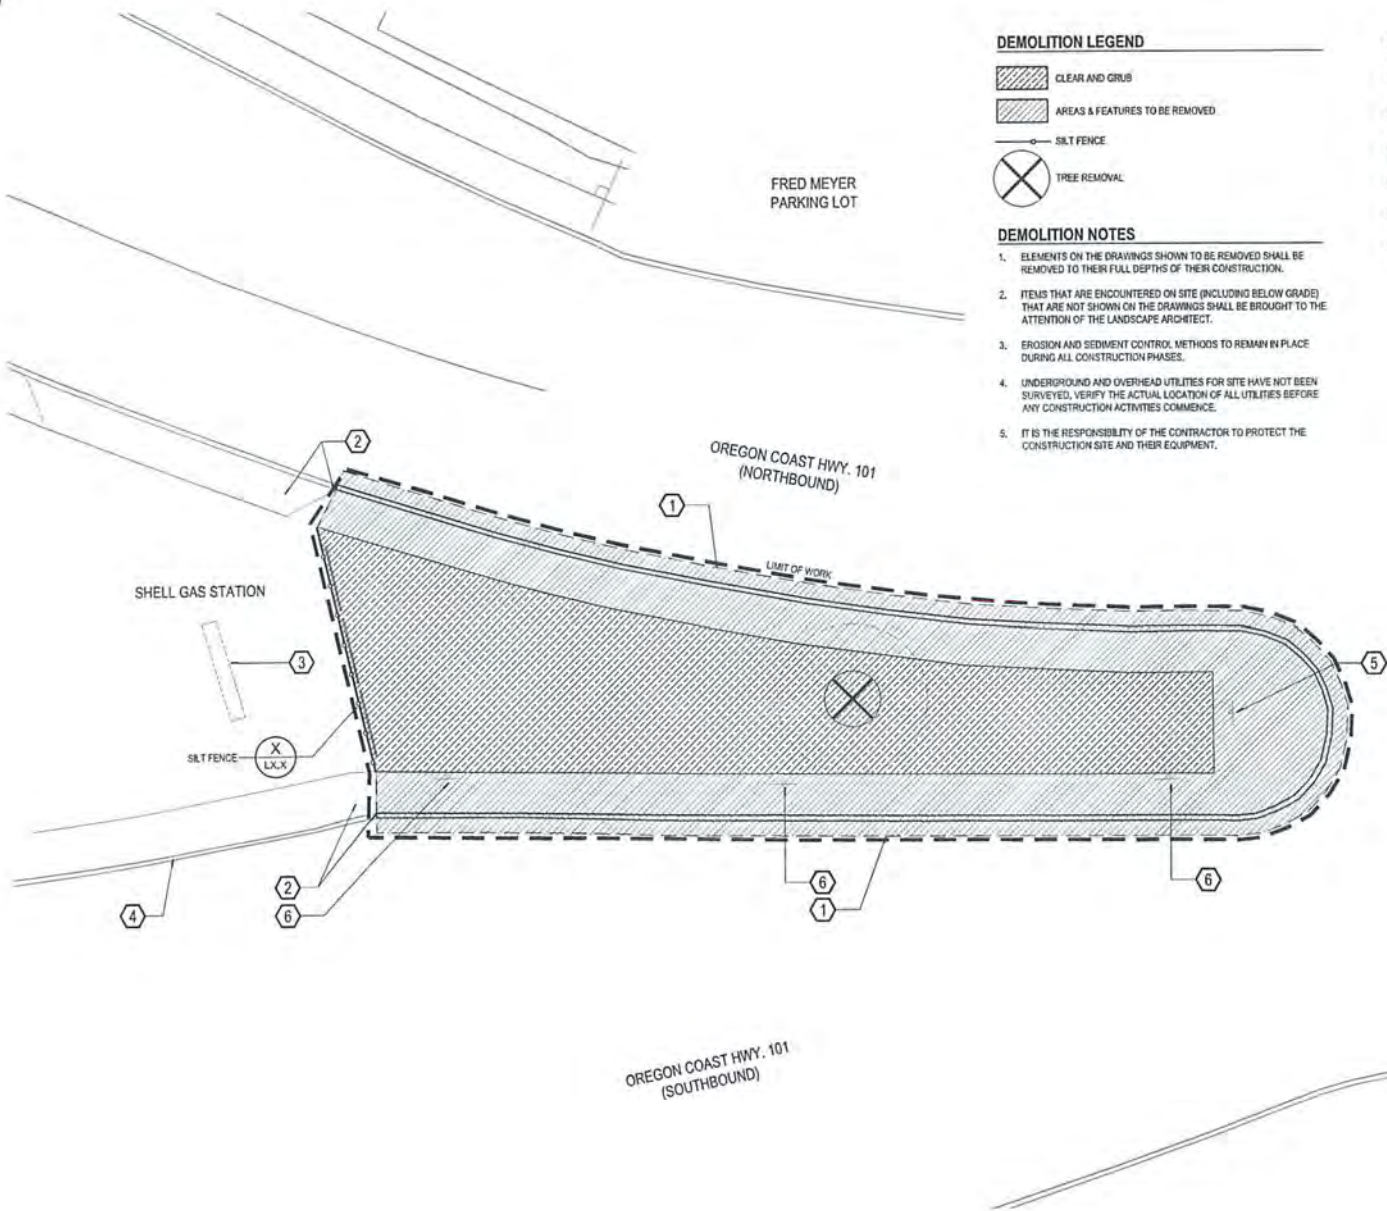 DEMOLITION LEGEND
CLEAR AND GRUB
AREAS & FEATURES TO BE REMOVED
SILT FENCE
TREE REMOVAL
FRED MEYER
PARKING LOT
DEMOLITION NOTES
1. ELEMENTS ON THE DRAWINGS SHOWN TO BE REMOVED SHALL BE
REMOVED TO THEIR FULL DEPTHS OF THEIR CONSTRUCTION.
2. ITEMS THAT ARE ENCOUNTERED ON SITE (INCLUDING BELOW GRADE)
THAT ARE NOT SHOWN ON THE DRAWINGS SHALL BE BROUGHT TO THE
ATTENTION OF THE LANDSCAPE ARCHITECT.
3. EROSION AND SEDIMENT CONTROL METHODS TO REMAIN IN PLACE
DURING ALL CONSTRUCTION PHASES.
4. UNDERGROUND AND OVERHEAD UTILITIES FOR SITE HAVE NOT BEEN
SURVEYED, VERIFY THE ACTUAL LOCATION OF ALL UTILITIES BEFORE
ANY CONSTRUCTION ACTIVITIES COMMENCE.
5. IT IS THE RESPONSIBILITY OF THE CONTRACTOR TO PROTECT THE
CONSTRUCTION SITE AND THEIR EQUIPMENT.
2
OREGON COAST HWY. 101
(NORTHBOUND)
1
LIMIT OF WORK
SHELL GAS STATION
3
5
SILT FENCE
X
LX.X
2
6
4
6
1
6
OREGON COAST HWY. 101
(SOUTHBOUND)